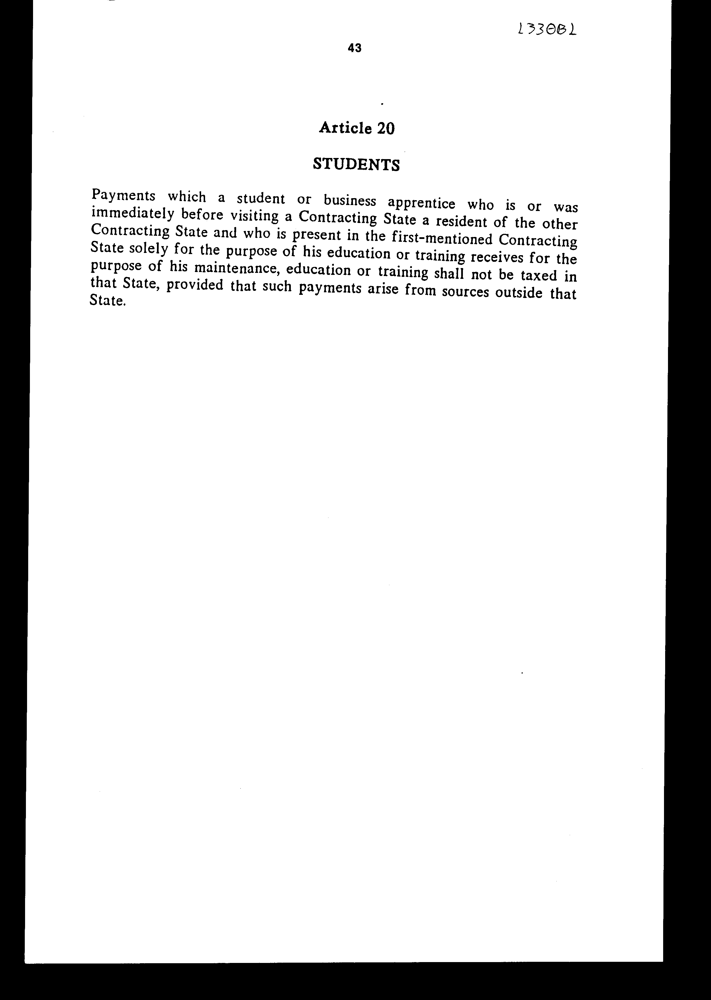 L330BL
43
Article 20
STUDENTS
Payments which a student or business apprentice who is or was
immediately before visiting a Contracting State a resident of the other
Contracting State and who is present in the first-mentioned Contracting
State solely for the purpose of his education or training receives for the
purpose of his maintenance, education or training shall not be taxed in
that State, provided that such payments arise from sources outside that
State.